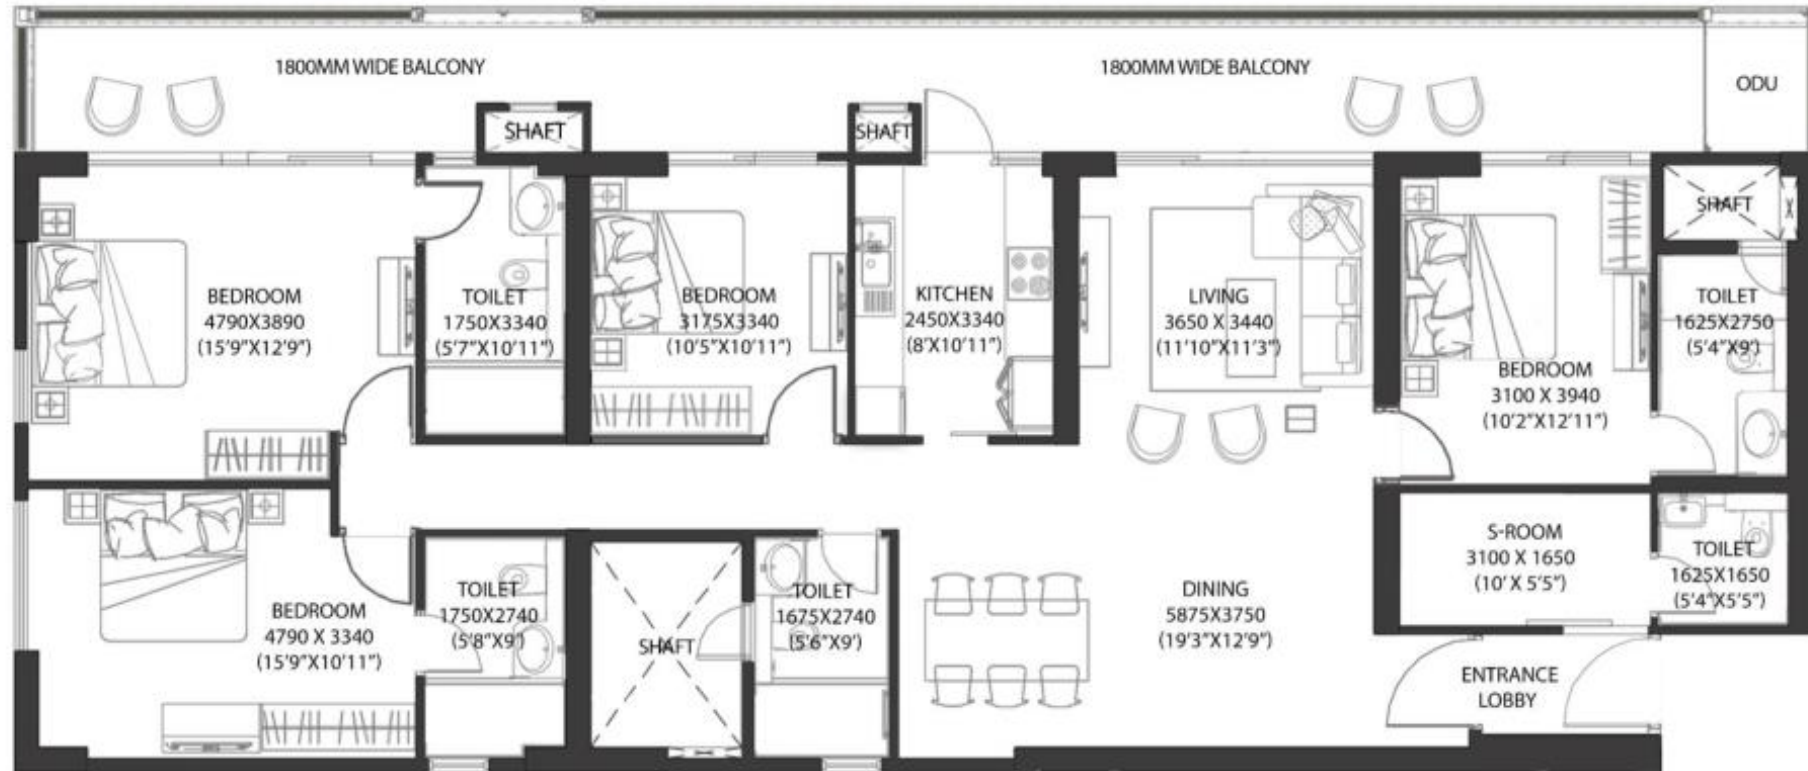 1800MM WIDE BALCONY
1800MM WIDE BALCONY
ODU
SHAFT
SHAFT
SHAFT
BEDROOM
4790X3890
(15'9"X12'9")
TOILET
1750X3340
(5'7"X10'11")
BEDROOM
3175X3340
(10'5"X10'11")
KITCHEN
2450X3340
(8'X10'11")
LIVING
3650 X 3440
(11'10"X11'3")
BEDROOM
3100 X 3940
(10'2"X12'11")
TOILET
1625X2750
(5'4"X9')
BEDROOM
4790 X 3340
(15'9"X10'11")
TOILET
1750X2740
(5'8"X9')
SHAFT
TOILET
1675X2740
(5'6"X9')
DINING
5875X3750
(19'3"X12'9")
S-ROOM
3100 X 1650
(10' X 5'5")
TOILET
1625X1650
(5'4"X5'5")
ENTRANCE
LOBBY